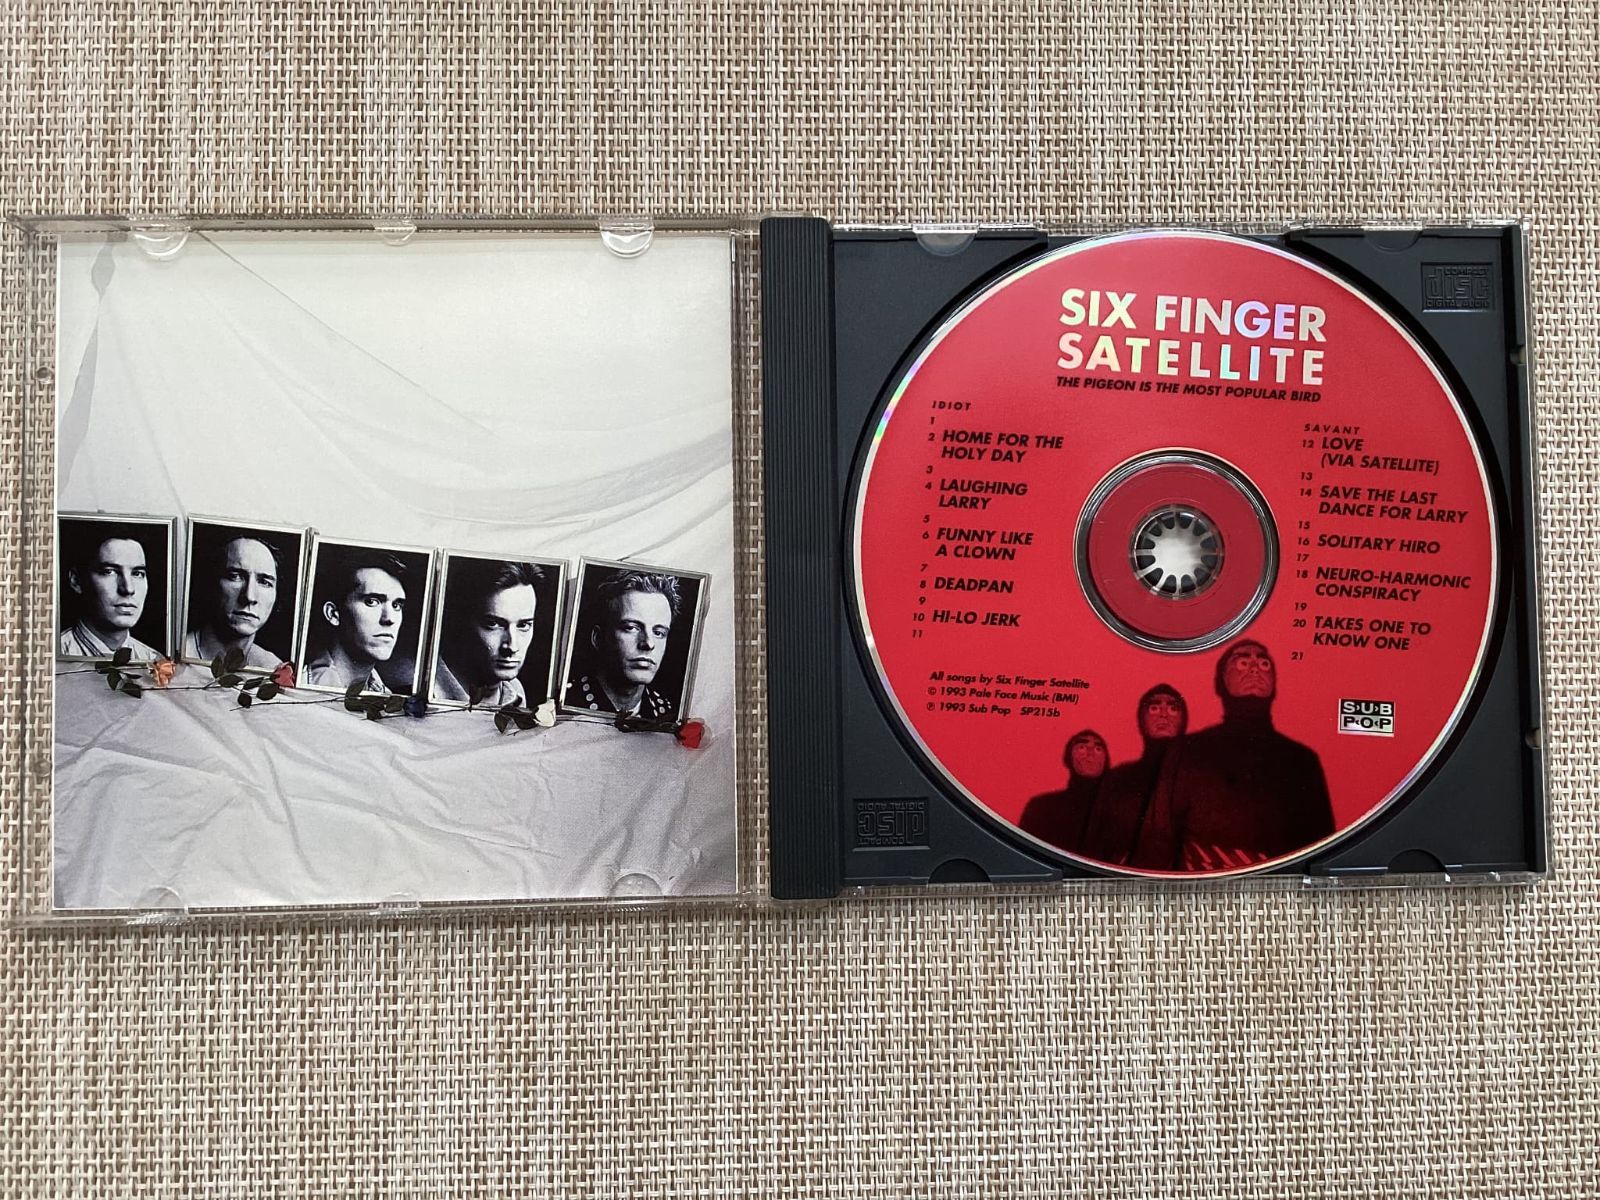 SIX FINGER
SATELLITE
THE PIGEON IS THE MOST POPULAR BIRD
IDIOT
1
2 HOME FOR THE
HOLY DAY
3
4 LAUGHING
LARRY
5
6 FUNNY LIKE
A CLOWN
7
8 DEADPAN
9
10 HI-LO JERK
11
SAVANT
12 LOVE
(VIA SATELLITE)
13
14 SAVE THE LAST
DANCE FOR LARRY
15
16 SOLITARY HIRO
17
18 NEURO-HARMONIC
CONSPIRACY
19
20 TAKES ONE TO
KNOW ONE
21
All songs by Six Finger Satellite
© 1993 Pale Face Music (BMI)
℗ 1993 Sub Pop SP215b
SUB
POP
COMPACT
disc
DIGITAL AUDIO
COMPACT
disc
DIGITAL AUDIO